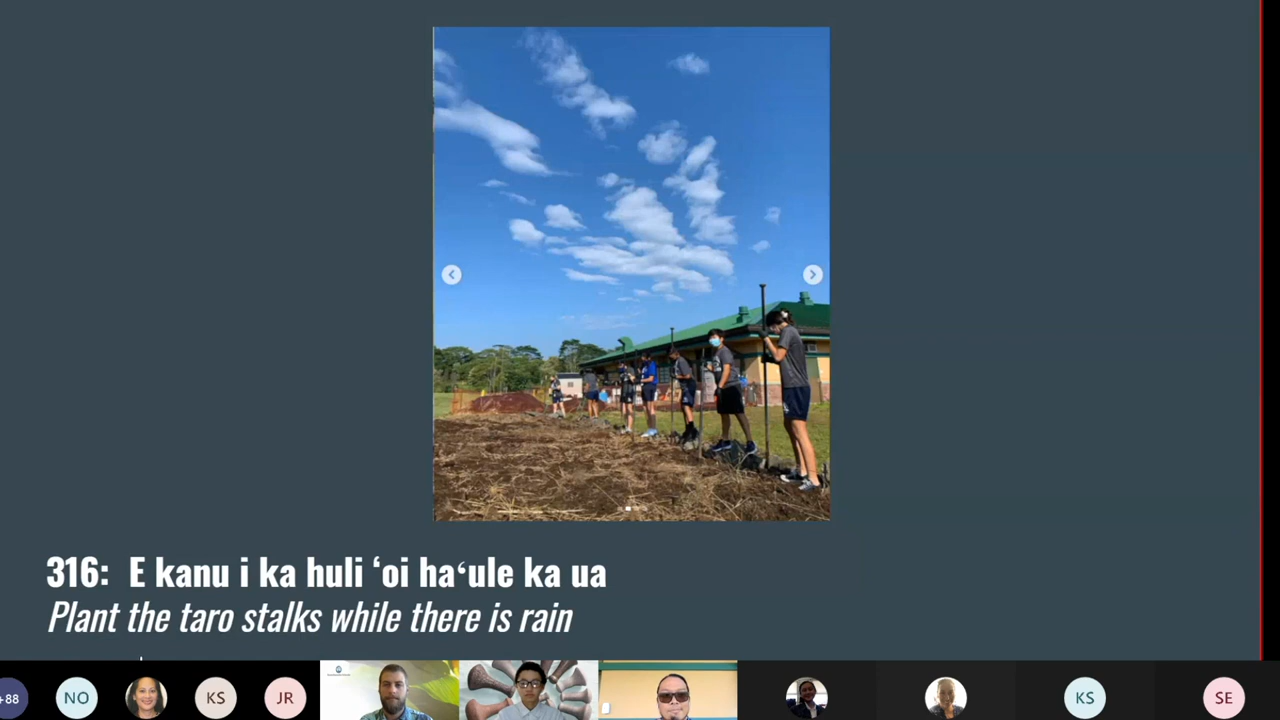 316: E kanu i ka huli ʻoi haʻule ka ua
Plant the taro stalks while there is rain
+88
NO
KS
JR
KS
SE